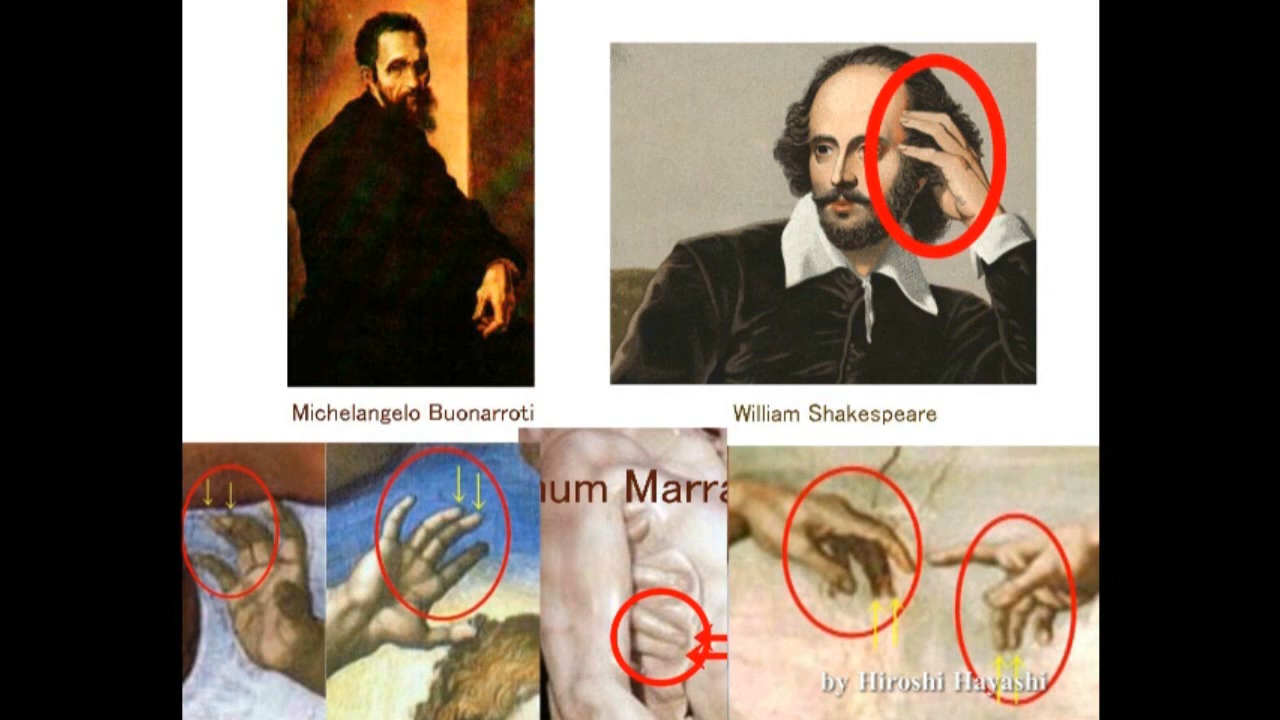 Michelangelo Buonarroti
William Shakespeare
num Marra
by Hiroshi Hayashi